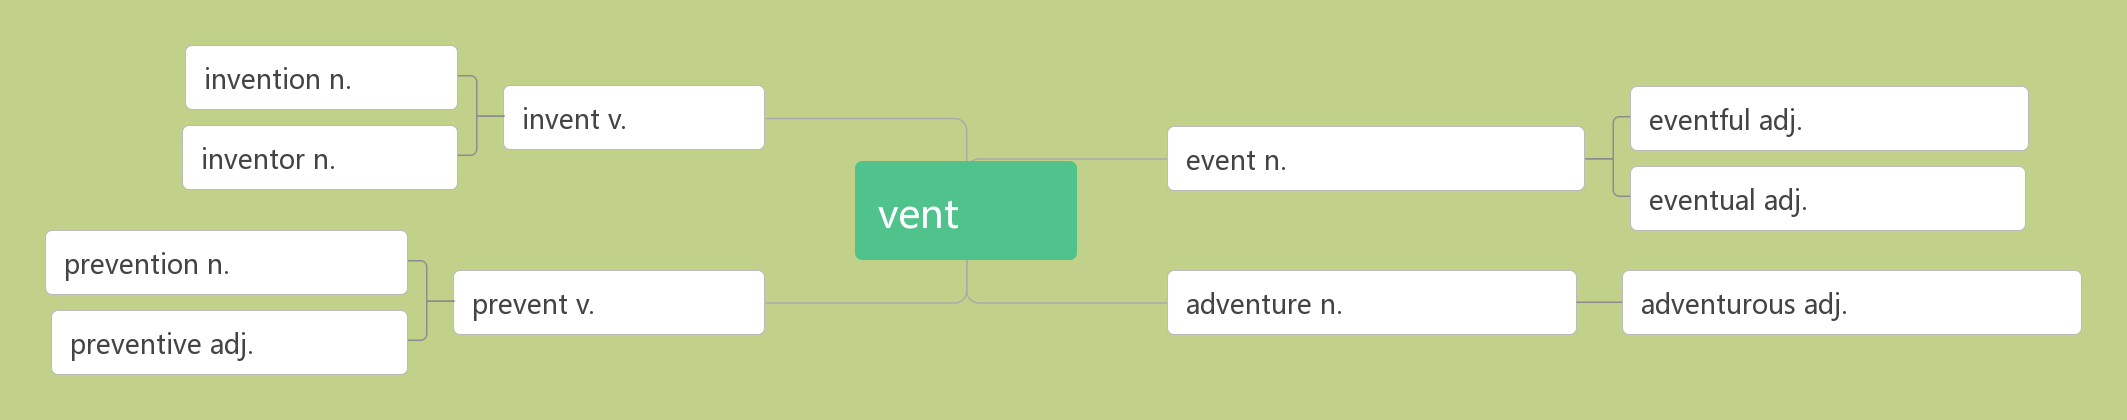 invention n.
inventor n.
invent v.
prevention n.
preventive adj.
prevent v.
vent
event n.
eventful adj.
eventual adj.
adventure n.
adventurous adj.